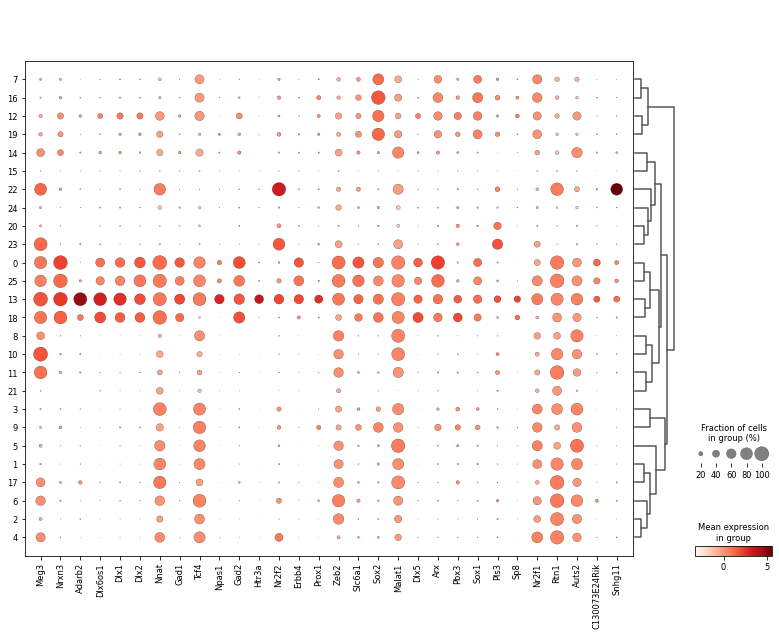 7
16
12
19
14
15
22
24
20
23
0
25
13
18
8
10
11
21
3
9
5
1
17
6
2
4
Meg3
Nrxn3
Adarb2
Dlx6os1
Dlx1
Dlx2
Nnat
Gad1
Tcf4
Npas1
Gad2
Htr3a
Nr2f2
Erbb4
Prox1
Zeb2
Slc6a1
Sox2
Malat1
Dlx5
Arx
Pbx3
Sox1
Pls3
Sp8
Nr2f1
Rtn1
Auts2
C130073E24Rik
Snhg11
Fraction of cells
in group (%)
20 40 60 80 100
Mean expression
in group
0 5